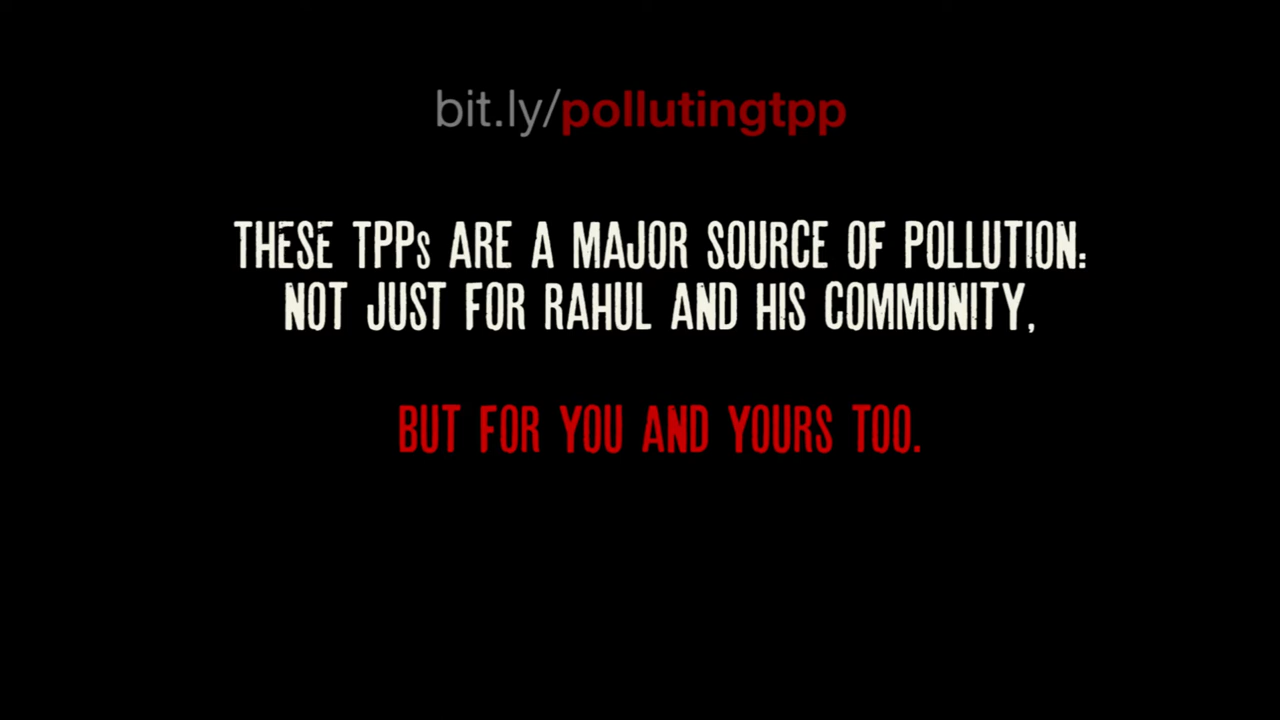 bit.ly/pollutingtpp
THESE TPPs ARE A MAJOR SOURCE OF POLLUTION:
NOT JUST FOR RAHUL AND HIS COMMUNITY,
BUT FOR YOU AND YOURS TOO.